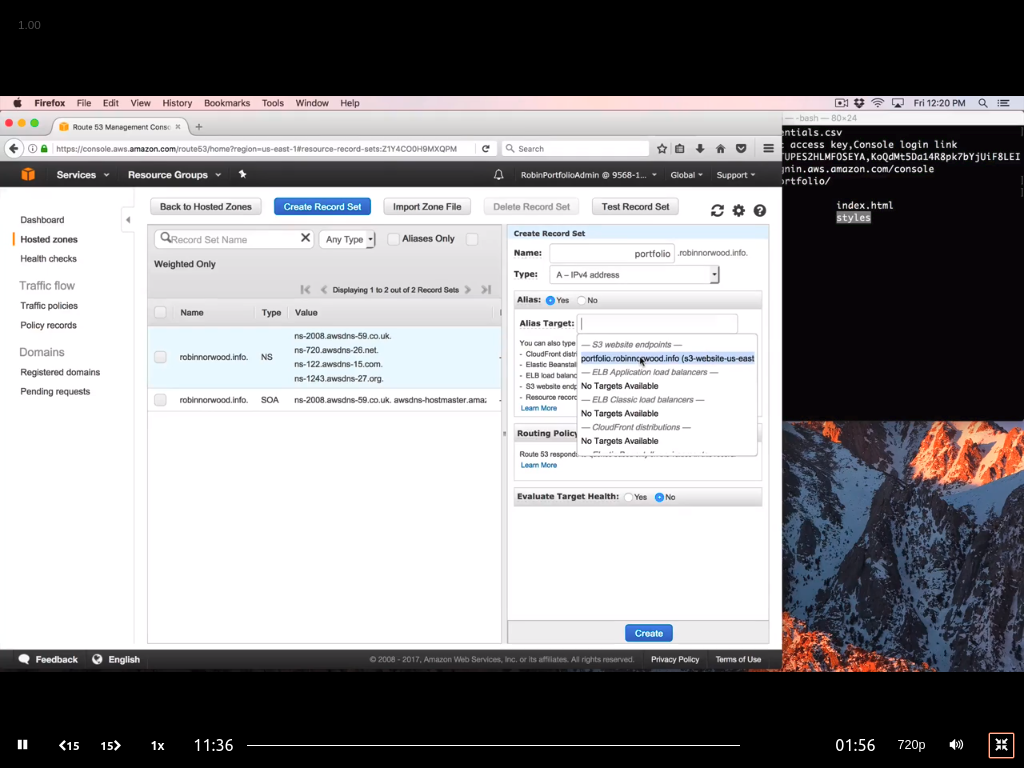 1.00
Firefox File Edit View History Bookmarks Tools Window Help Fri 12:20 PM
Route 53 Management Conso
-bash — 80×24
https://console.aws.amazon.com/route53/home?region=us-east-1#resource-record-sets:Z1Y4CO0H9MXQPM
Search
entials.csv
access key,Console login link
UPES2HLMFOSEYA,KoQdMt5Da14R8pk7bYjUiF8LEI
gnin.aws.amazon.com/console
ortfolio/
index.html
styles
Services Resource Groups RobinPortfolioAdmin @ 9568-1... Global Support
Dashboard
Hosted zones
Health checks
Traffic flow
Traffic policies
Policy records
Domains
Registered domains
Pending requests
Back to Hosted Zones Create Record Set Import Zone File Delete Record Set Test Record Set
Record Set Name Any Type Aliases Only
Weighted Only
Displaying 1 to 2 out of 2 Record Sets
Name Type Value
robinnorwood.info. NS
ns-2008.awsdns-59.co.uk.
ns-720.awsdns-26.net.
ns-122.awsdns-15.com.
ns-1243.awsdns-27.org.
robinnorwood.info. SOA ns-2008.awsdns-59.co.uk. awsdns-hostmaster.ama
Create Record Set
Name: portfolio .robinnorwood.info.
Type: A – IPv4 address
Alias: Yes No
Alias Target:
You can also type
- CloudFront distri
- Elastic Beanstal
- ELB load balanc
- S3 website endp
- Resource record
Learn More
— S3 website endpoints —
portfolio.robinnorwood.info (s3-website-us-east
— ELB Application load balancers —
No Targets Available
— ELB Classic load balancers —
No Targets Available
— CloudFront distributions —
No Targets Available
Routing Policy
Route 53 responds
Learn More
Evaluate Target Health: Yes No
Create
Feedback English
© 2008 - 2017, Amazon Web Services, Inc. or its affiliates. All rights reserved. Privacy Policy Terms of Use
15 15 1x 11:36 01:56 720p